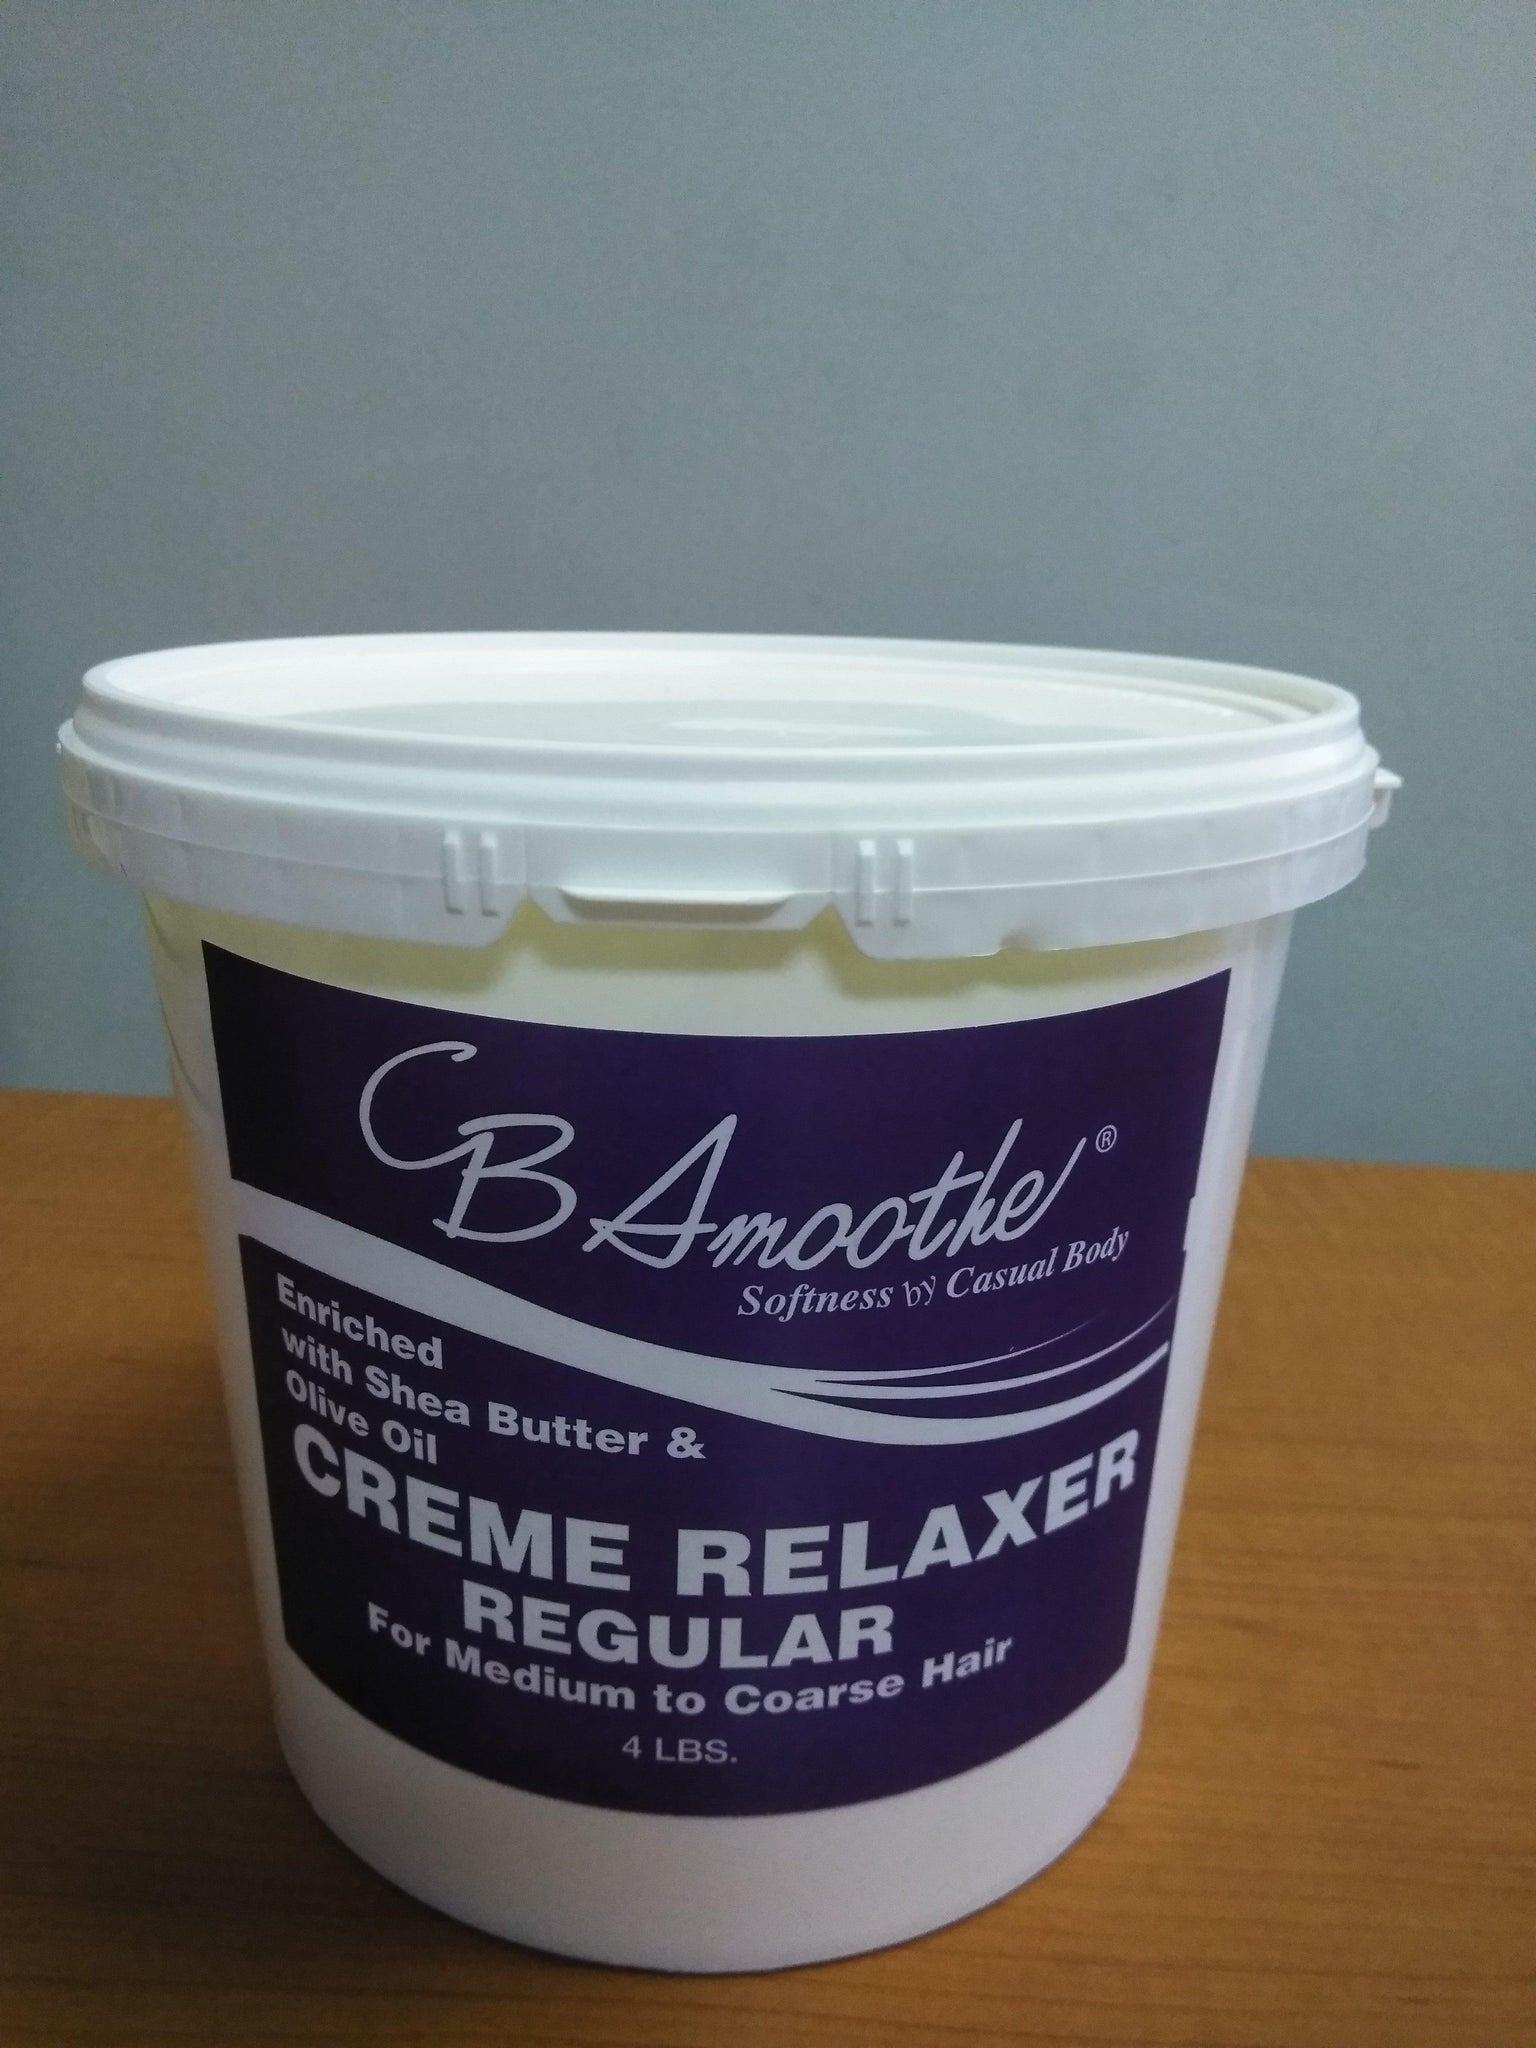 CB Smoothe®
Softness by Casual Body
Enriched
with Shea Butter &
Olive Oil
CREME RELAXER
REGULAR
For Medium to Coarse Hair
4 LBS.